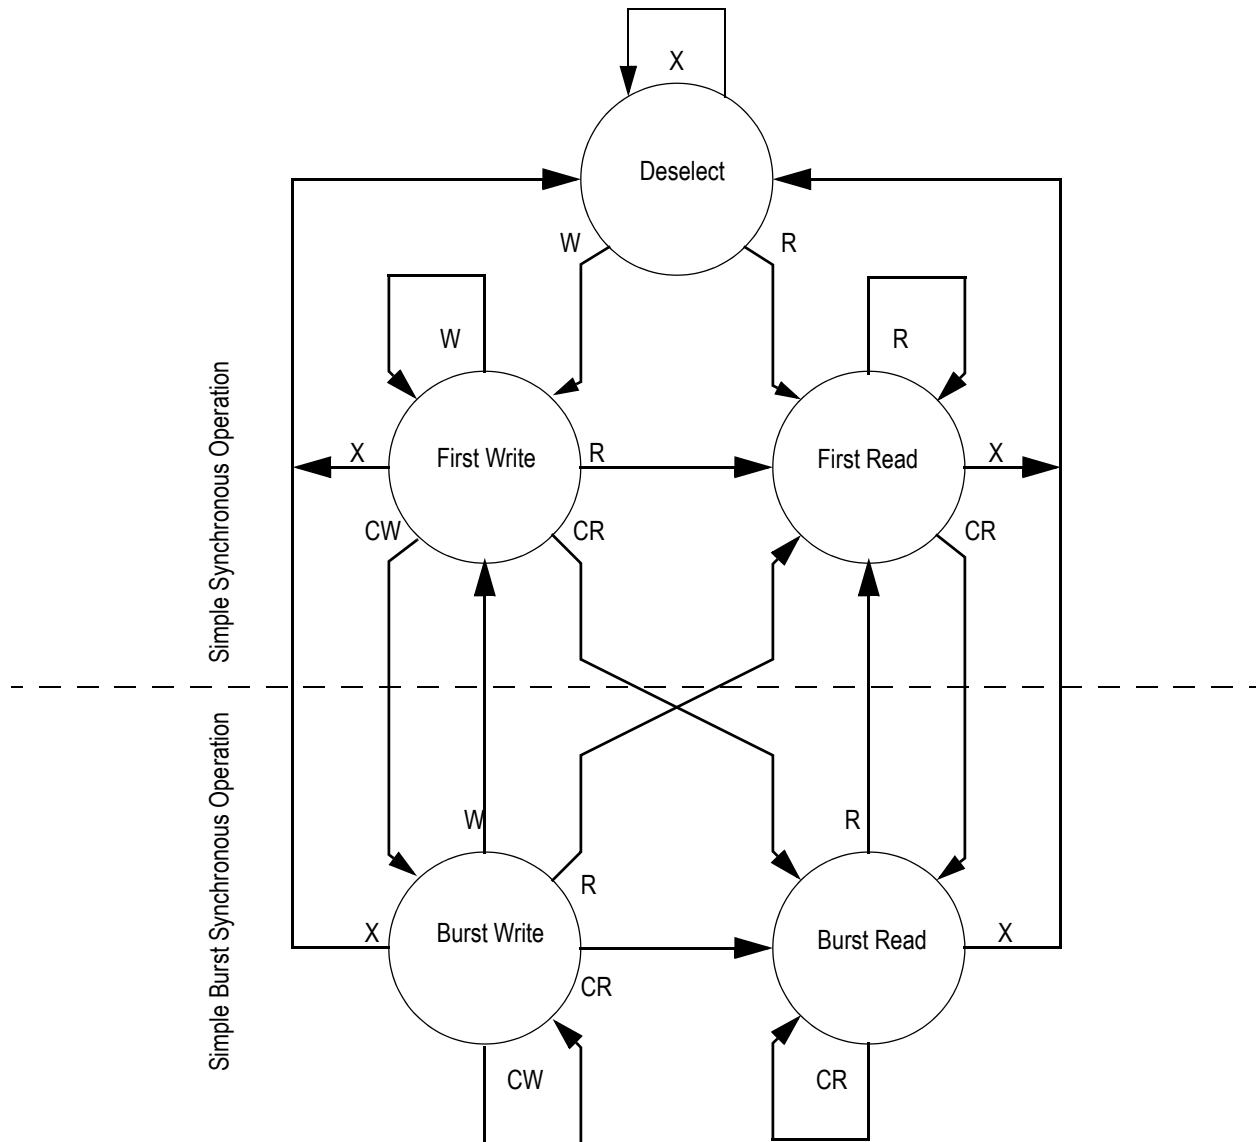 X
Deselect
W
R
W
R
Simple Synchronous Operation
X
First Write
R
First Read
X
CW
CR
CR
Simple Burst Synchronous Operation
W
R
R
X
Burst Write
Burst Read
X
CR
CW
CR